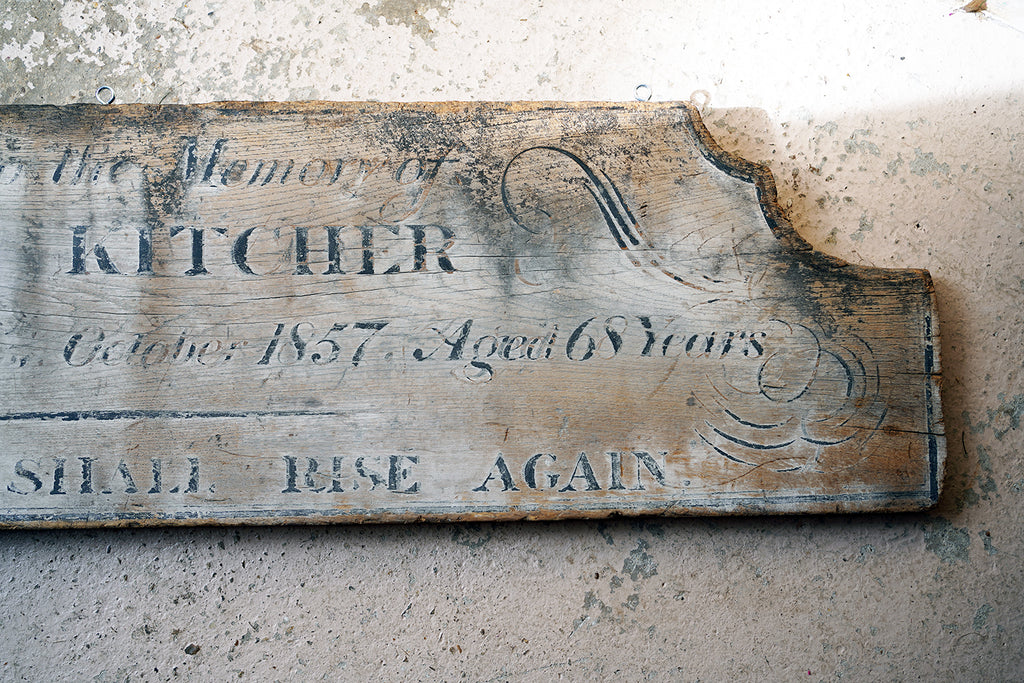 the Memory of
KITCHER
October 1857. Aged 68 Years
SHALL RISE AGAIN.